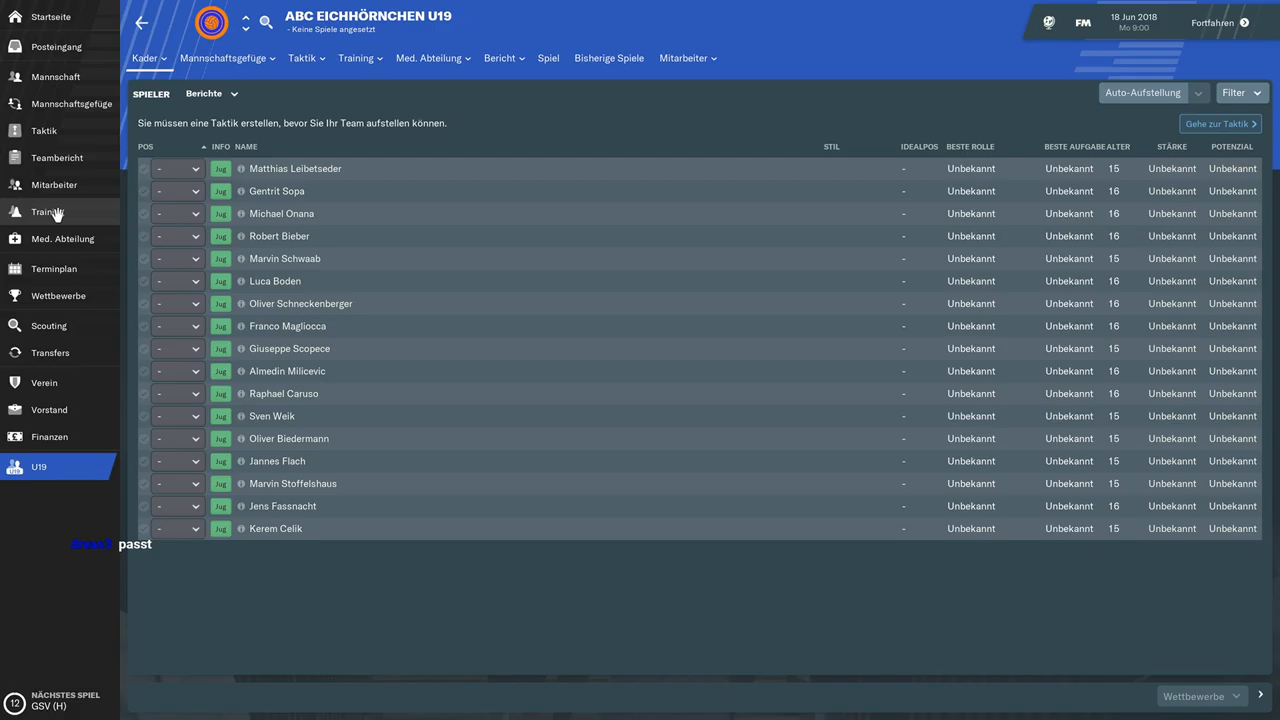 Startseite
Posteingang
Mannschaft
Mannschaftsgefüge
Taktik
Teambericht
Mitarbeiter
Training
Med. Abteilung
Terminplan
Wettbewerbe
Scouting
Transfers
Verein
Vorstand
Finanzen
U19
passt
12
NÄCHSTES SPIEL
GSV (H)
ABC EICHHÖRNCHEN U19
- Keine Spiele angesetzt
FM
18 Jun 2018
Mo 9:00
Fortfahren
Kader Mannschaftsgefüge Taktik Training Med. Abteilung Bericht Spiel Bisherige Spiele Mitarbeiter
SPIELER Berichte Auto-Aufstellung Filter
Sie müssen eine Taktik erstellen, bevor Sie Ihr Team aufstellen können. Gehe zur Taktik
POS INFO NAME STIL IDEALPOS BESTE ROLLE BESTE AUFGABE ALTER STÄRKE POTENZIAL
- Jug Matthias Leibetseder - Unbekannt Unbekannt 15 Unbekannt Unbekannt
- Jug Gentrit Sopa - Unbekannt Unbekannt 16 Unbekannt Unbekannt
- Jug Michael Onana - Unbekannt Unbekannt 16 Unbekannt Unbekannt
- Jug Robert Bieber - Unbekannt Unbekannt 16 Unbekannt Unbekannt
- Jug Marvin Schwaab - Unbekannt Unbekannt 15 Unbekannt Unbekannt
- Jug Luca Boden - Unbekannt Unbekannt 16 Unbekannt Unbekannt
- Jug Oliver Schneckenberger - Unbekannt Unbekannt 16 Unbekannt Unbekannt
- Jug Franco Magliocca - Unbekannt Unbekannt 16 Unbekannt Unbekannt
- Jug Giuseppe Scopece - Unbekannt Unbekannt 15 Unbekannt Unbekannt
- Jug Almedin Milicevic - Unbekannt Unbekannt 16 Unbekannt Unbekannt
- Jug Raphael Caruso - Unbekannt Unbekannt 16 Unbekannt Unbekannt
- Jug Sven Weik - Unbekannt Unbekannt 15 Unbekannt Unbekannt
- Jug Oliver Biedermann - Unbekannt Unbekannt 15 Unbekannt Unbekannt
- Jug Jannes Flach - Unbekannt Unbekannt 15 Unbekannt Unbekannt
- Jug Marvin Stoffelshaus - Unbekannt Unbekannt 15 Unbekannt Unbekannt
- Jug Jens Fassnacht - Unbekannt Unbekannt 16 Unbekannt Unbekannt
- Jug Kerem Celik - Unbekannt Unbekannt 15 Unbekannt Unbekannt
Wettbewerbe